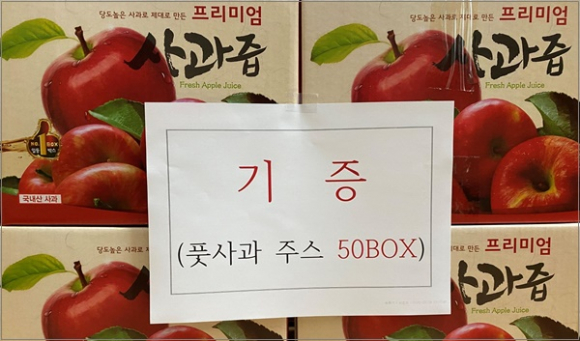 당도높은 사과로 제대로 만든 프리미엄
사과즙
Fresh Apple Juice
국내산 사과
당도높은 사과로 제대로 만든 프리미엄
사과즙
Fresh Apple Juice
기 증
(풋사과 주스 50BOX)
당도높은 사과로 제
제대로 만든 프리미엄
사과즙
Fresh Apple Juice